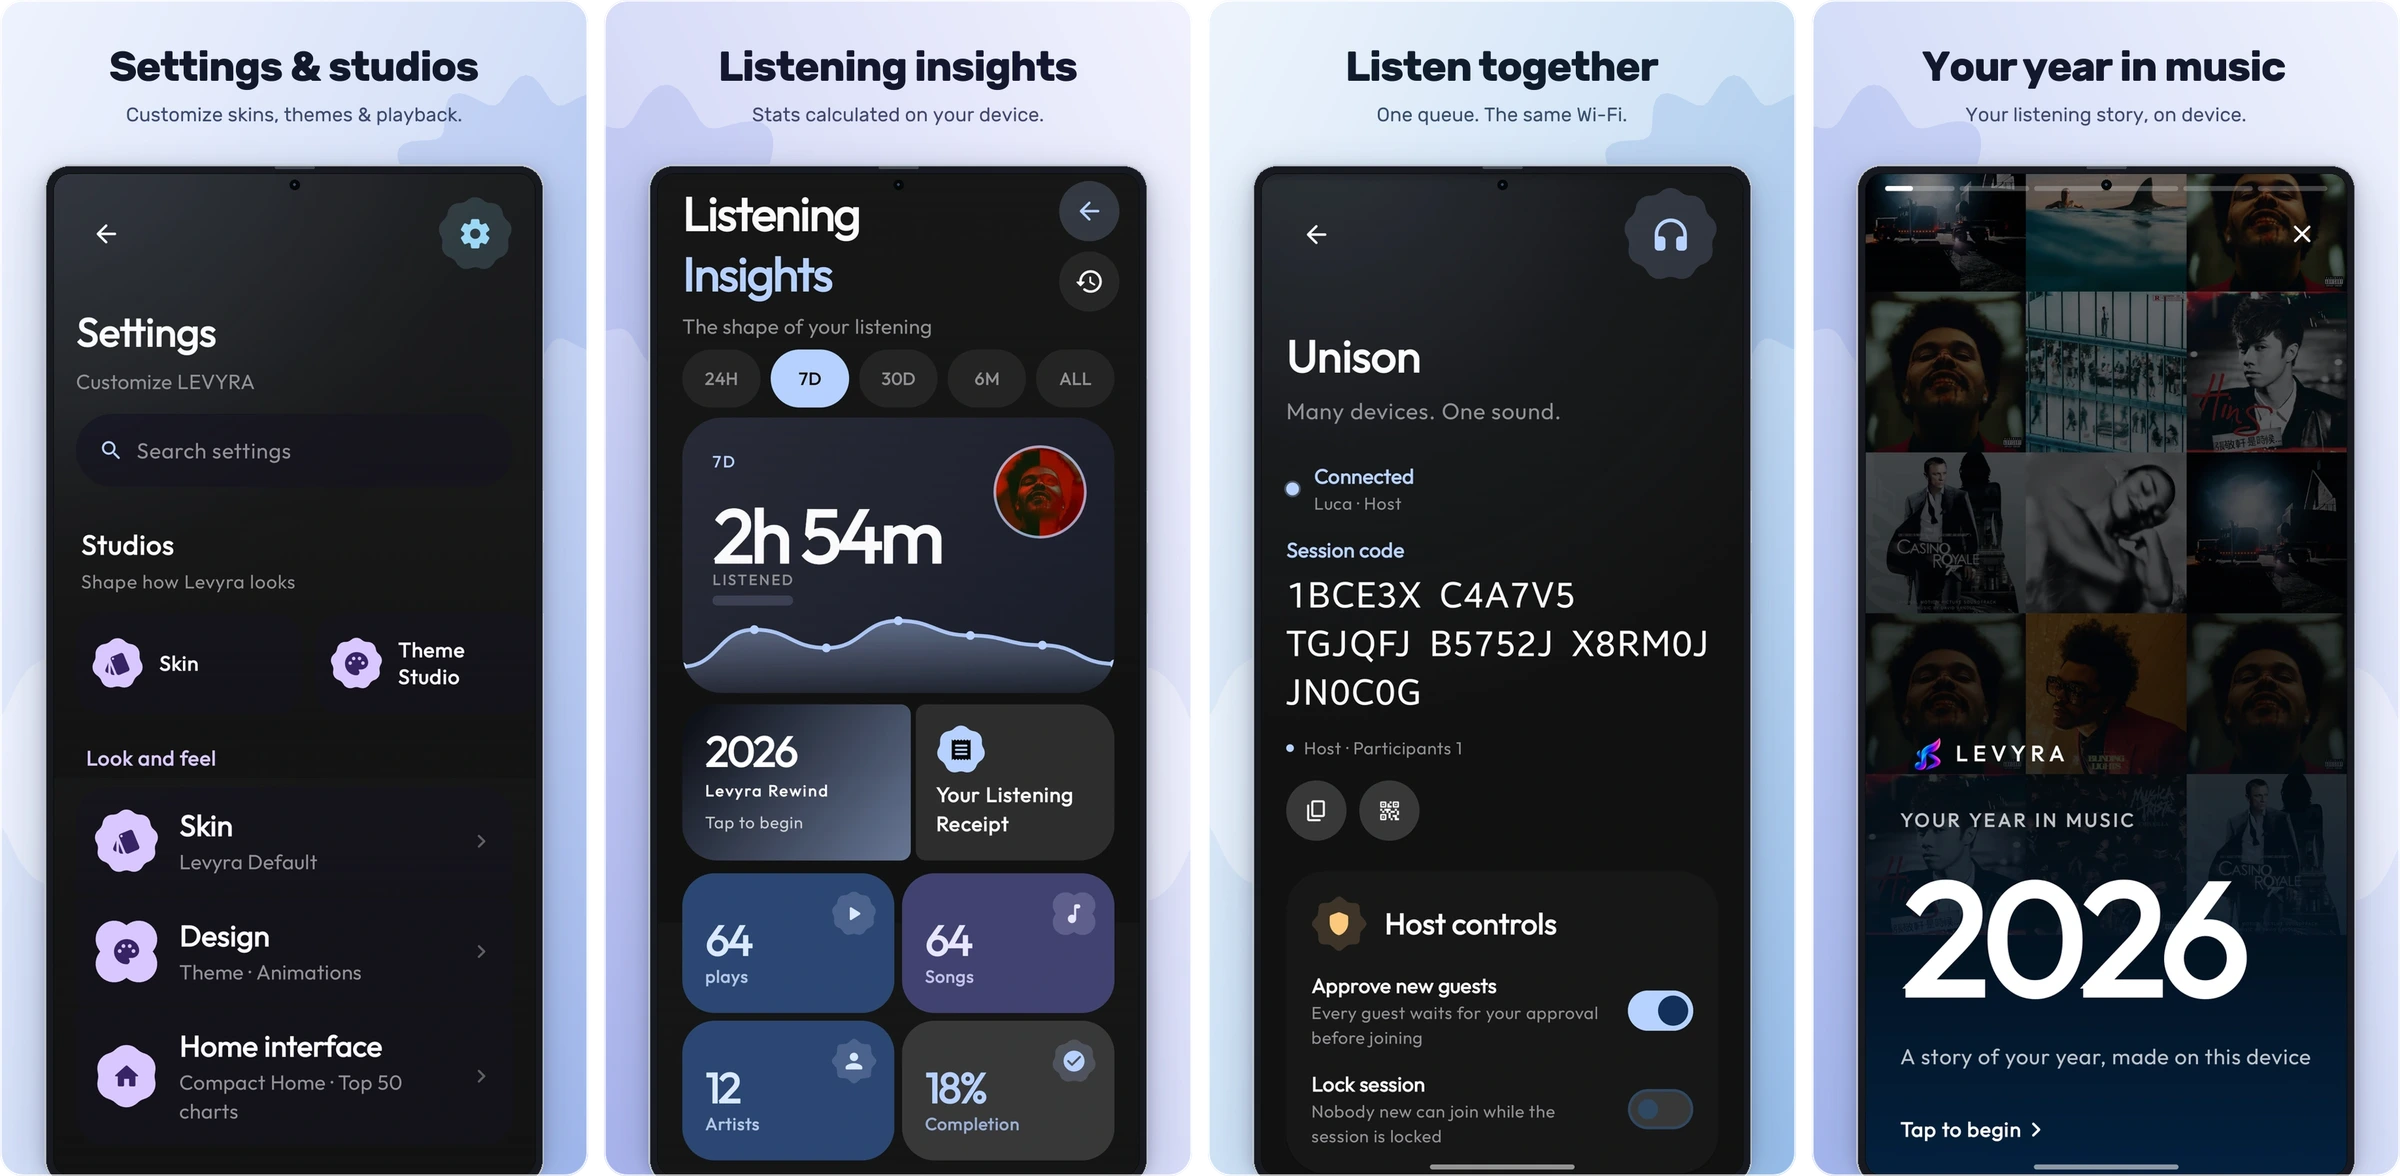 Settings & studios
Customize skins, themes & playback.
Settings
Customize LEVYRA
Search settings
Studios
Shape how Levyra looks
Skin
Theme
Studio
Look and feel
Skin
Levyra Default
Design
Theme · Animations
Home interface
Compact Home · Top 50
charts
Listening insights
Stats calculated on your device.
Listening
Insights
The shape of your listening
24H 7D 30D 6M ALL
7D
2h 54m
LISTENED
2026
Levyra Rewind
Tap to begin
Your Listening
Receipt
64
plays
64
Songs
12
Artists
18%
Completion
Listen together
One queue. The same Wi-Fi.
Unison
Many devices. One sound.
Connected
Luca · Host
Session code
1BCE3X C4A7V5
TGJQFJ B5752J X8RM0J
JN0C0G
Host · Participants 1
Host controls
Approve new guests
Every guest waits for your approval
before joining
Lock session
Nobody new can join while the
session is locked
Your year in music
Your listening story, on device.
Hins
CASINO
ROYALE
LEVYRA
YOUR YEAR IN MUSIC
CASINO
ROYALE
2026
A story of your year, made on this device
Tap to begin